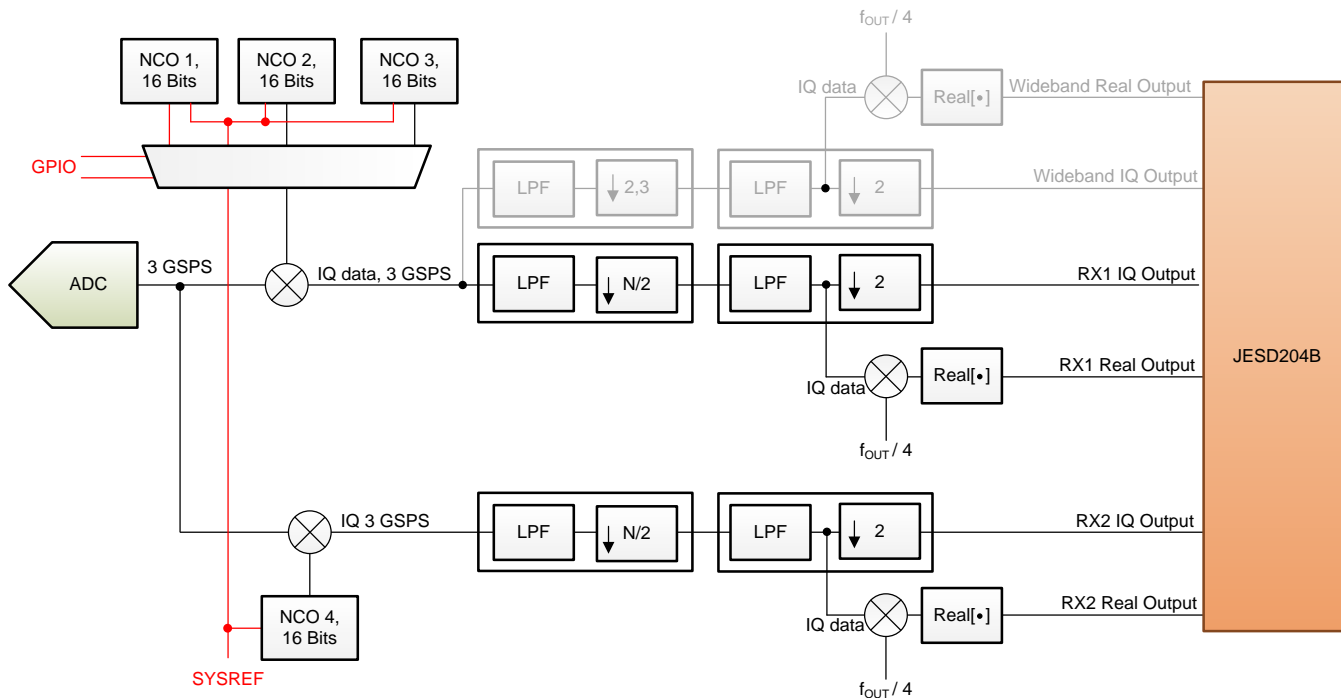 fOUT / 4
NCO 1,
16 Bits
NCO 2,
16 Bits
NCO 3,
16 Bits
IQ data
Real[•]
Wideband Real Output
GPIO
LPF
2,3
LPF
2
Wideband IQ Output
ADC
3 GSPS
IQ data, 3 GSPS
LPF
N/2
LPF
2
RX1 IQ Output
JESD204B
IQ data
Real[•]
RX1 Real Output
fOUT / 4
IQ 3 GSPS
LPF
N/2
LPF
2
RX2 IQ Output
NCO 4,
16 Bits
IQ data
Real[•]
RX2 Real Output
SYSREF
fOUT / 4